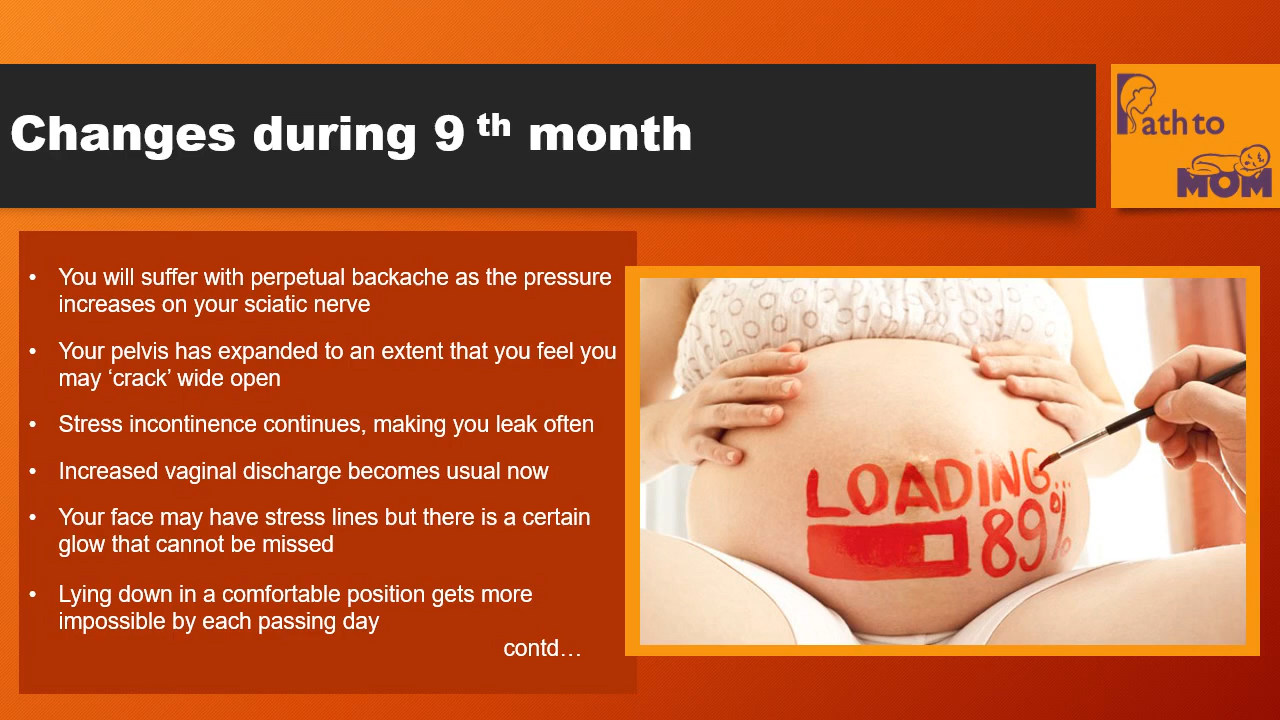 Changes during 9 th month
Path to
MOM
• You will suffer with perpetual backache as the pressure
increases on your sciatic nerve
• Your pelvis has expanded to an extent that you feel you
may ‘crack’ wide open
• Stress incontinence continues, making you leak often
• Increased vaginal discharge becomes usual now
• Your face may have stress lines but there is a certain
glow that cannot be missed
• Lying down in a comfortable position gets more
impossible by each passing day
contd…
LOADING...
89%